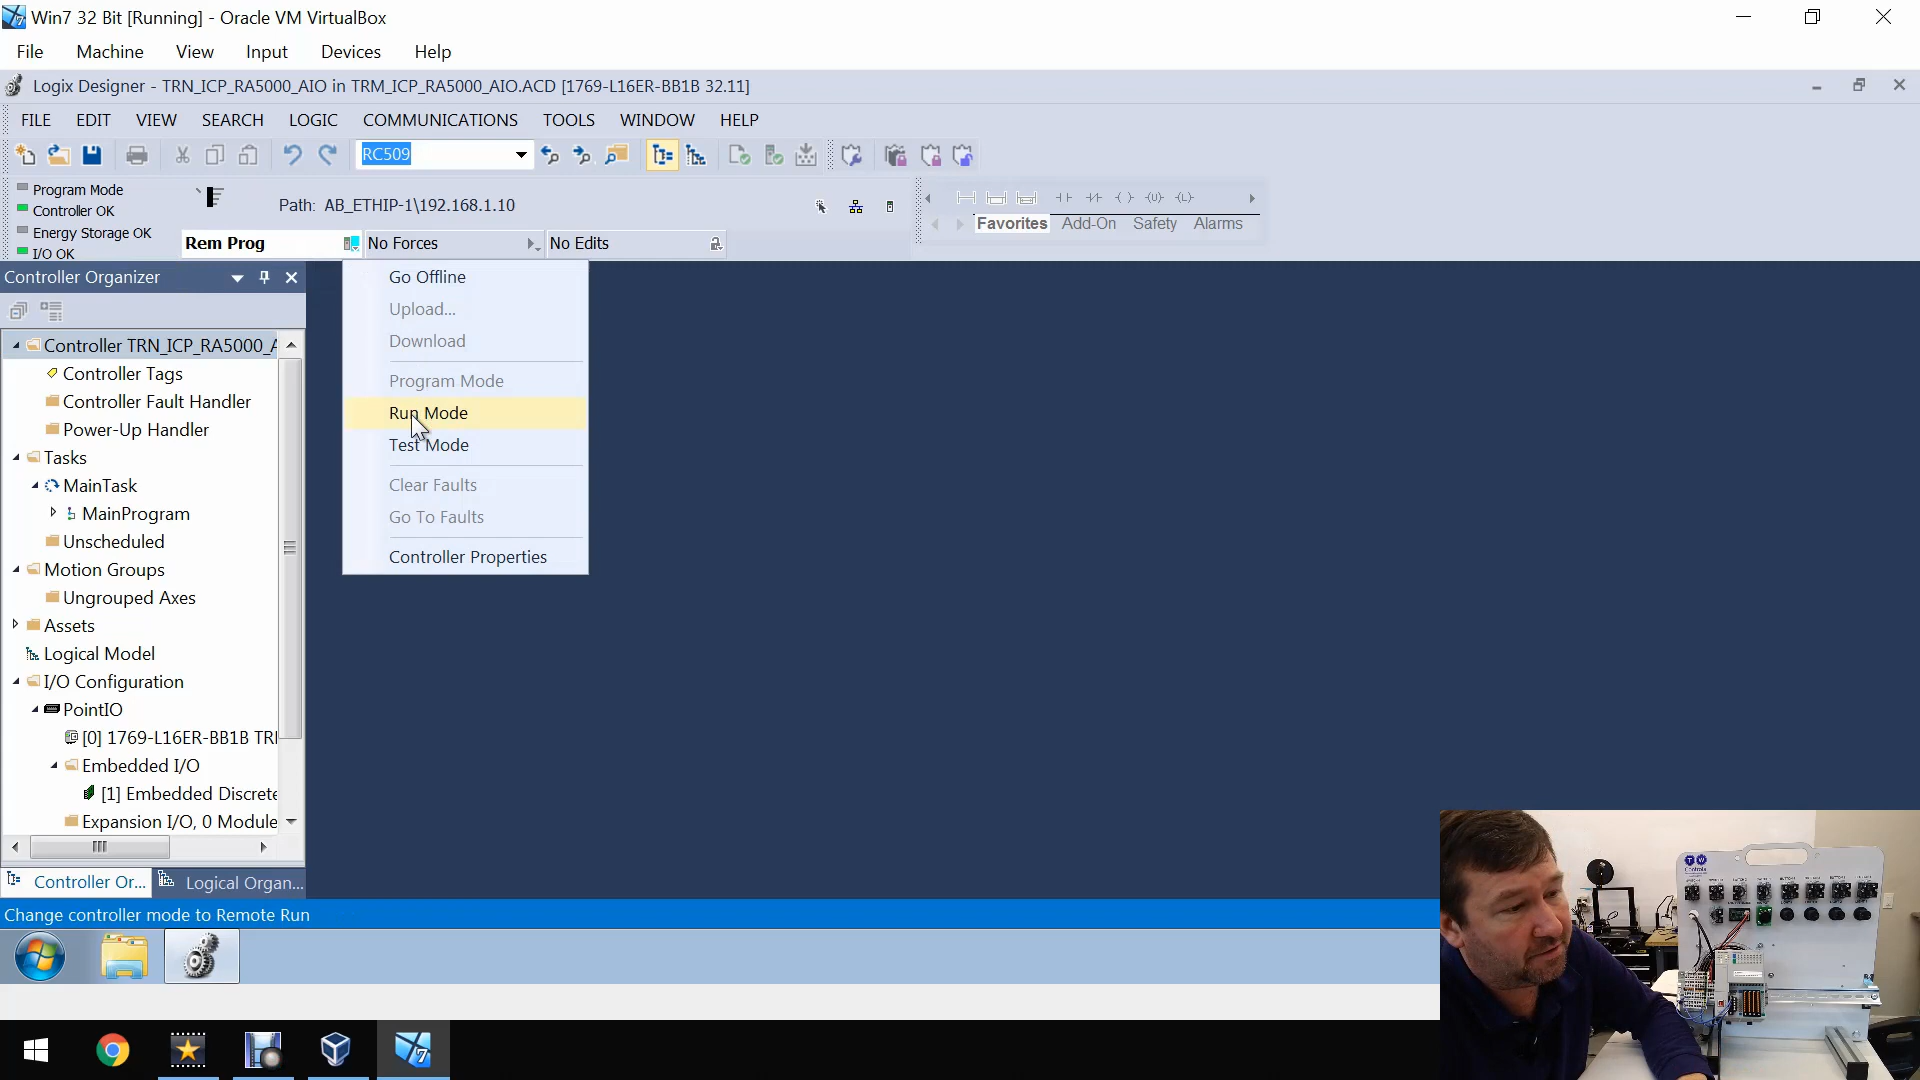 Win7 32 Bit [Running] - Oracle VM VirtualBox
File Machine View Input Devices Help
Logix Designer - TRN_ICP_RA5000_AIO in TRM_ICP_RA5000_AIO.ACD [1769-L16ER-BB1B 32.11]
FILE EDIT VIEW SEARCH LOGIC COMMUNICATIONS TOOLS WINDOW HELP
RC509
Program Mode
Controller OK
Energy Storage OK
I/O OK
Path: AB_ETHIP-1\192.168.1.10
Rem Prog No Forces No Edits
Favorites Add-On Safety Alarms
Controller Organizer
Controller TRN_ICP_RA5000_A
Controller Tags
Controller Fault Handler
Power-Up Handler
Tasks
MainTask
MainProgram
Unscheduled
Motion Groups
Ungrouped Axes
Assets
Logical Model
I/O Configuration
PointIO
[0] 1769-L16ER-BB1B TRI
Embedded I/O
[1] Embedded Discrete
Expansion I/O, 0 Module
Go Offline
Upload...
Download
Program Mode
Run Mode
Test Mode
Clear Faults
Go To Faults
Controller Properties
Controller Or... Logical Organ...
Change controller mode to Remote Run
T W
Controls